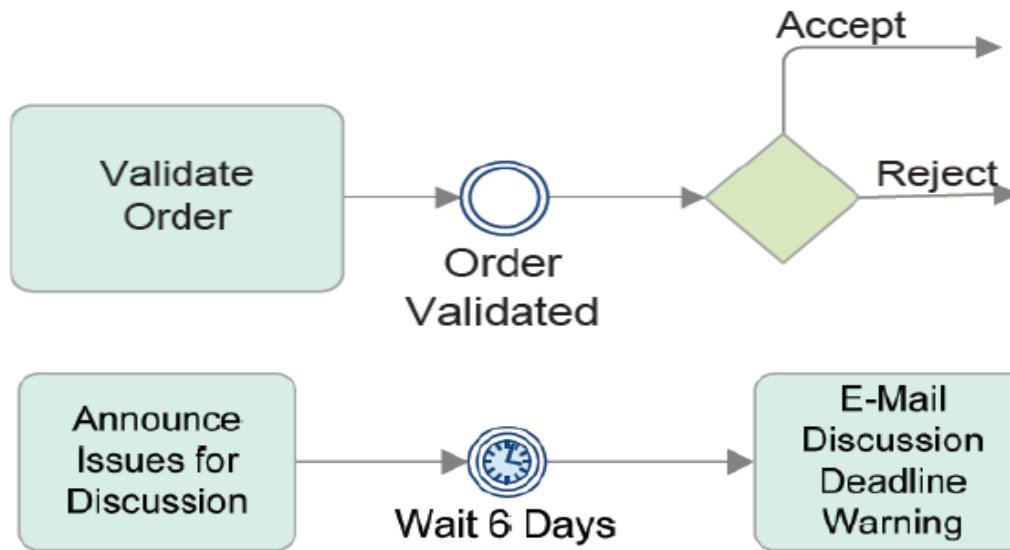 Accept
Validate
Order
Reject
Order
Validated
Announce
Issues for
Discussion
Wait 6 Days
E-Mail
Discussion
Deadline
Warning